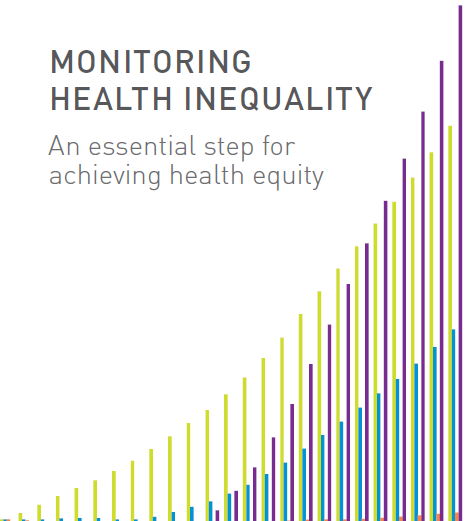 MONITORING
HEALTH INEQUALITY
An essential step for
achieving health equity